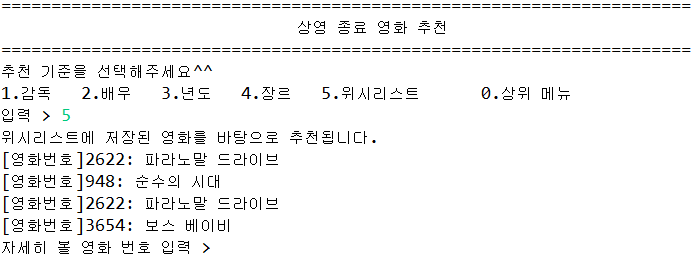 =====================================================================
상영 종료 영화 추천
=====================================================================
추천 기준을 선택해주세요^^
1.감독 2.배우 3.년도 4.장르 5.위시리스트 0.상위 메뉴
입력 > 5
위시리스트에 저장된 영화를 바탕으로 추천됩니다.
[영화번호]2622: 파라노말 드라이브
[영화번호]948: 순수의 시대
[영화번호]2622: 파라노말 드라이브
[영화번호]3654: 보스 베이비
자세히 볼 영화 번호 입력 >